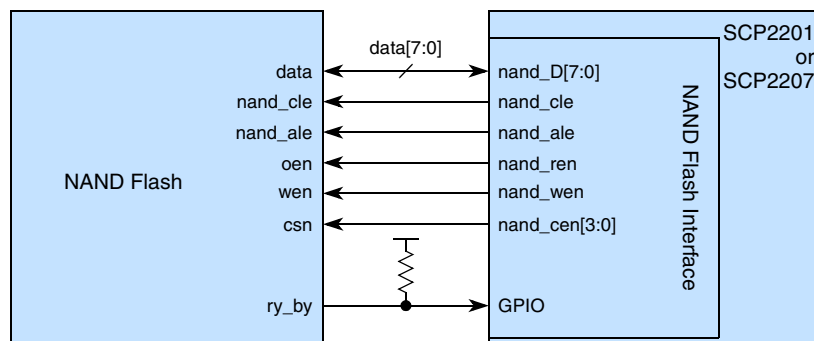 SCP2201
or
SCP2207
data[7:0]
data
nand_D[7:0]
nand_cle
nand_cle
nand_ale
nand_ale
oen
nand_ren
NAND Flash
wen
nand_wen
csn
nand_cen[3:0]
NAND Flash Interface
ry_by
GPIO